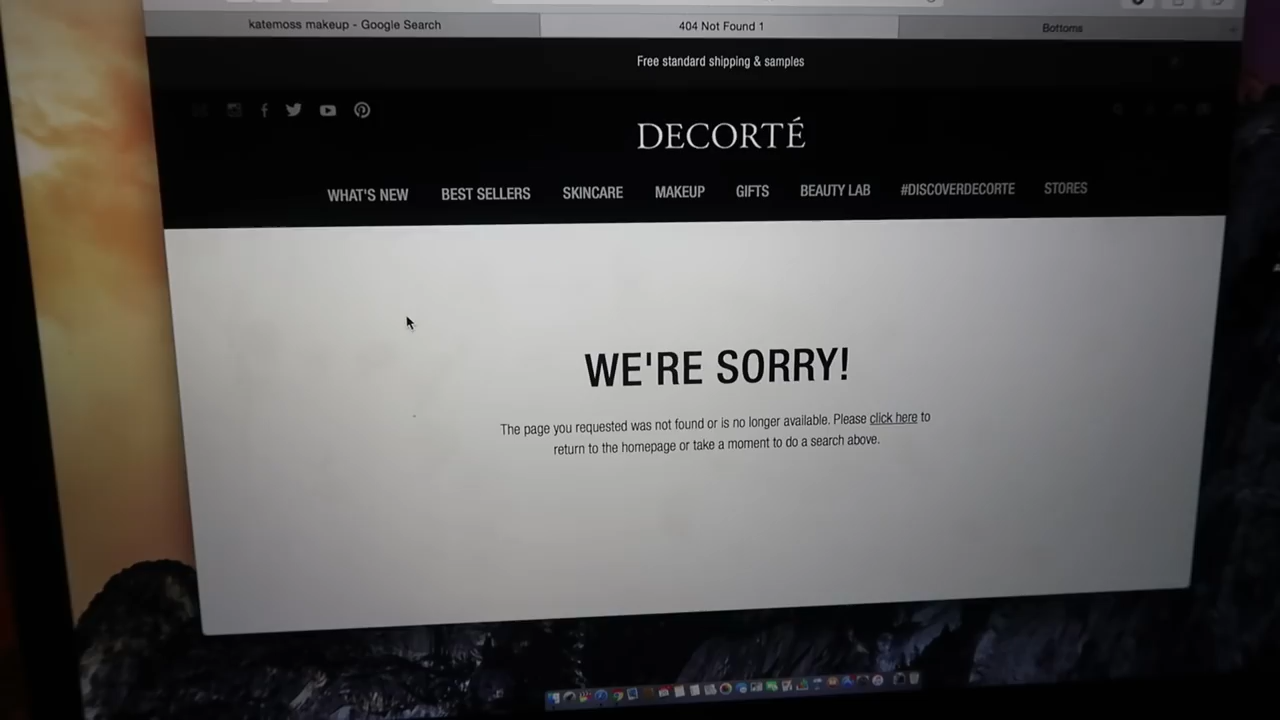 katemoss makeup - Google Search
404 Not Found 1
Bottoms
Free standard shipping & samples
DECORTÉ
WHAT'S NEW BEST SELLERS SKINCARE MAKEUP GIFTS BEAUTY LAB #DISCOVERDECORTE STORES
WE'RE SORRY!
The page you requested was not found or is no longer available. Please click here to
return to the homepage or take a moment to do a search above.